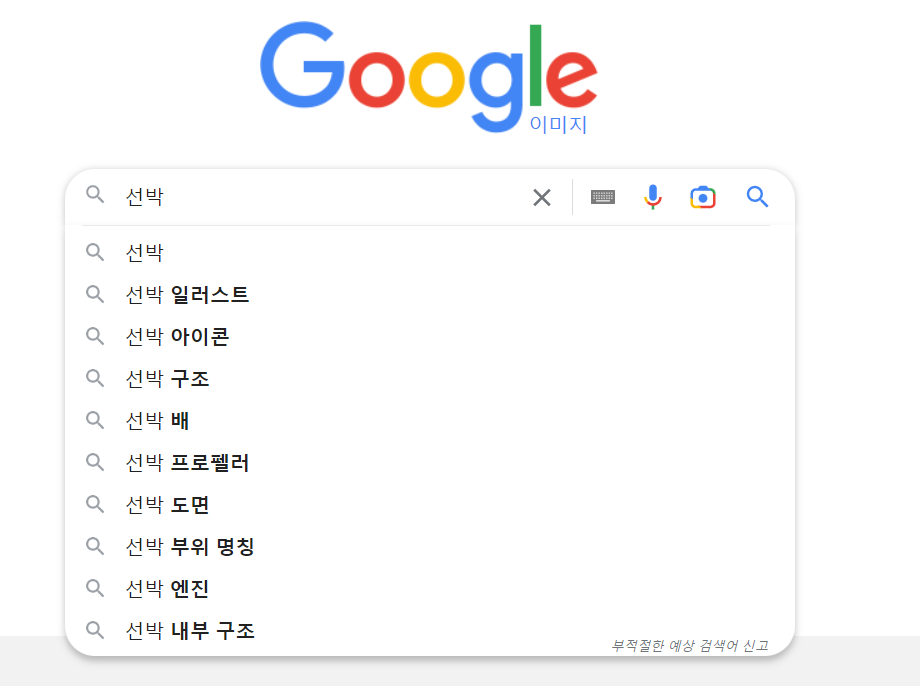 Google
이미지
선박
선박
선박 일러스트
선박 아이콘
선박 구조
선박 배
선박 프로펠러
선박 도면
선박 부위 명칭
선박 엔진
선박 내부 구조
부적절한 예상 검색어 신고